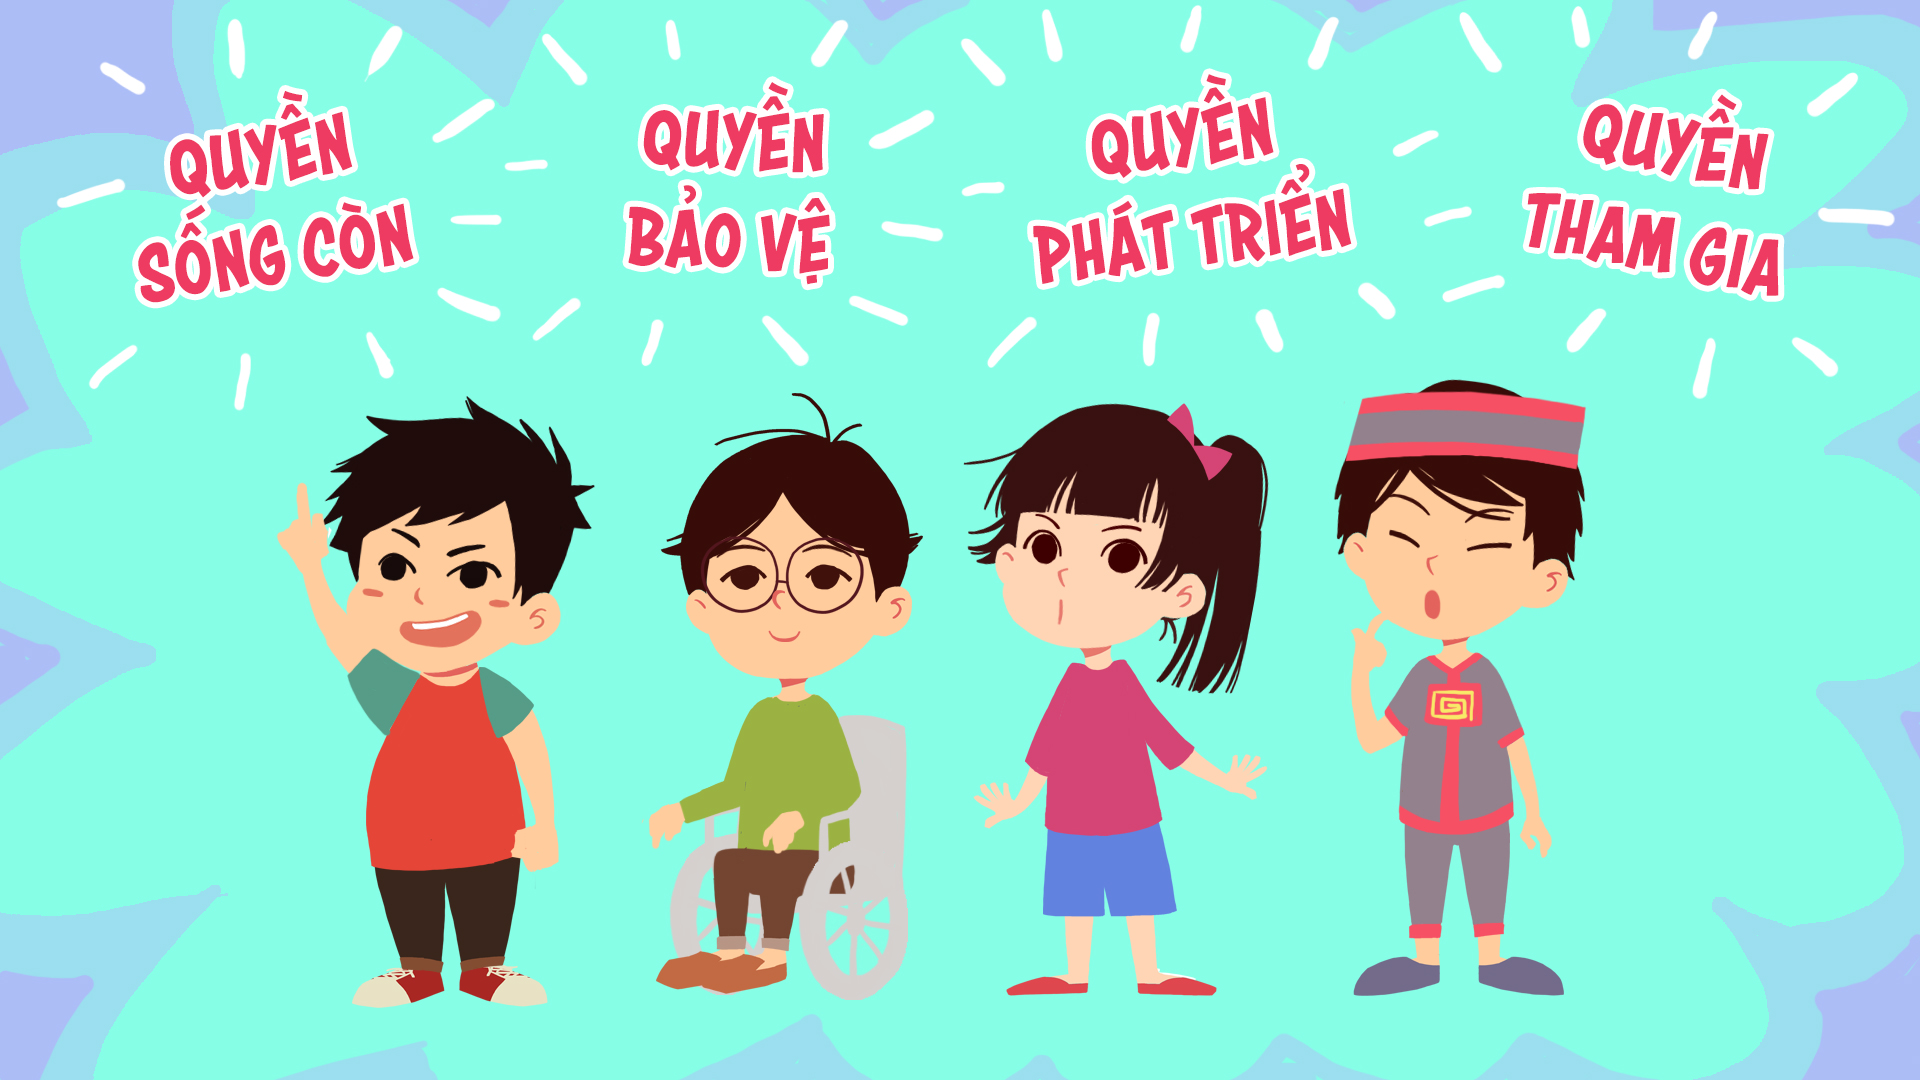 QUYỀN
SỐNG CÒN
QUYỀN
BẢO VỆ
QUYỀN
PHÁT TRIỂN
QUYỀN
THAM GIA